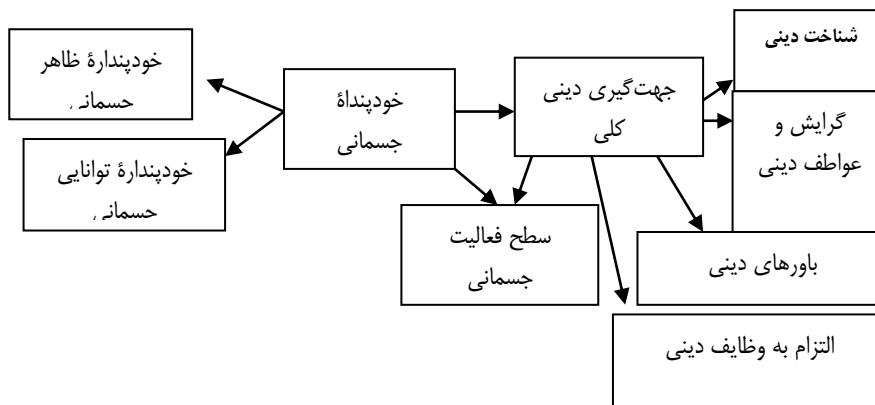 شناخت دینی
گرایش و
عواطف دینی
جهت‌گیری دینی
کلی
خودپنداۀ
جسمانی
خودپندارۀ ظاهر
جسمانی
خودپندارۀ توانایی
جسمانی
سطح فعالیت
جسمانی
باورهای دینی
التزام به وظایف دینی